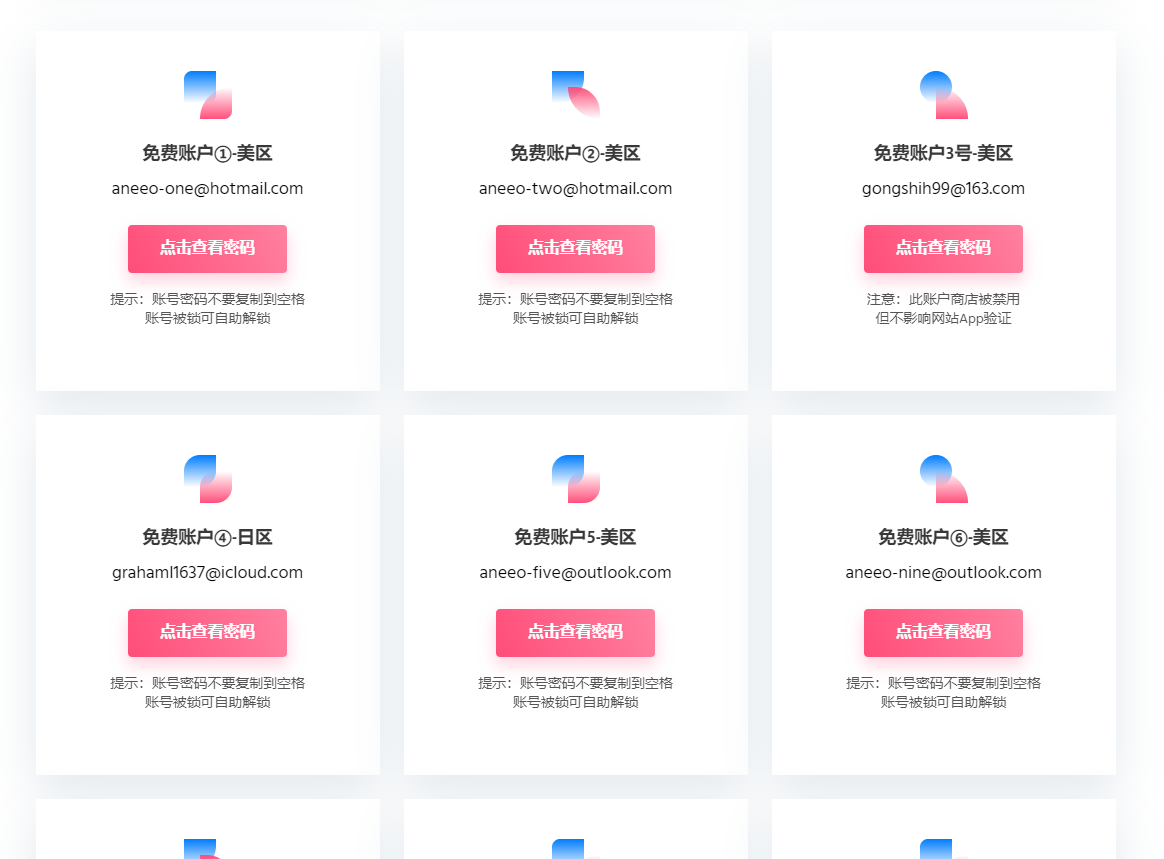 免费账户①-美区
aneeo-one@hotmail.com
点击查看密码
提示：账号密码不要复制到空格
账号被锁可自助解锁
免费账户②-美区
aneeo-two@hotmail.com
点击查看密码
提示：账号密码不要复制到空格
账号被锁可自助解锁
免费账户3号-美区
gongshih99@163.com
点击查看密码
注意：此账户商店被禁用
但不影响网站App验证
免费账户④-日区
grahaml1637@icloud.com
点击查看密码
提示：账号密码不要复制到空格
账号被锁可自助解锁
免费账户5-美区
aneeo-five@outlook.com
点击查看密码
提示：账号密码不要复制到空格
账号被锁可自助解锁
免费账户⑥-美区
aneeo-nine@outlook.com
点击查看密码
提示：账号密码不要复制到空格
账号被锁可自助解锁